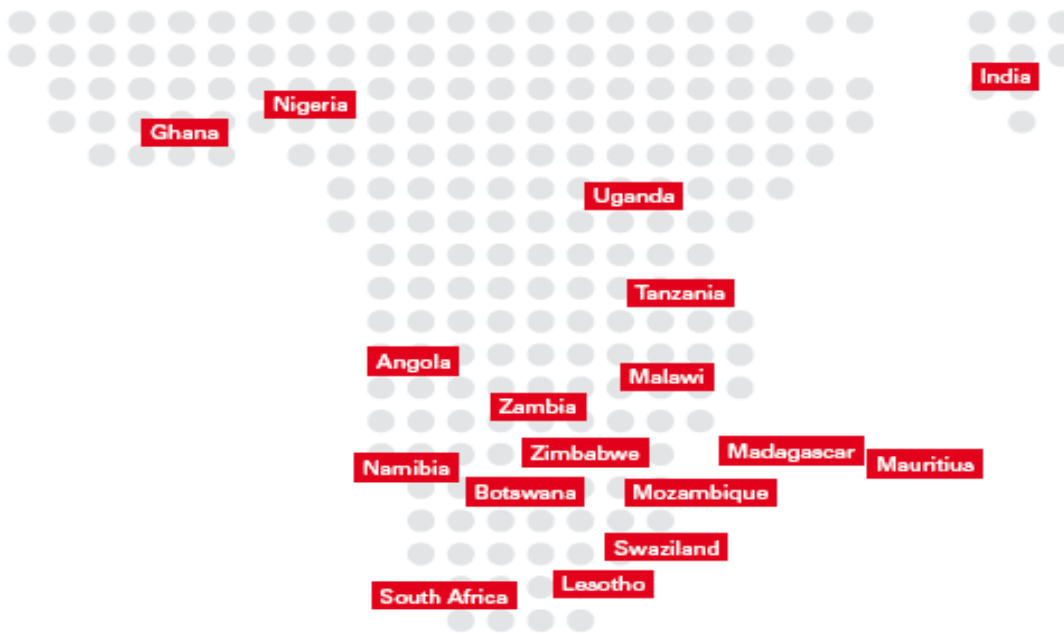 India
Nigeria
Ghana
Uganda
Tanzania
Angola
Malawi
Zambia
Zimbabwe
Madagascar
Mauritius
Namibia
Botswana
Mozambique
Swaziland
Lesotho
South Africa